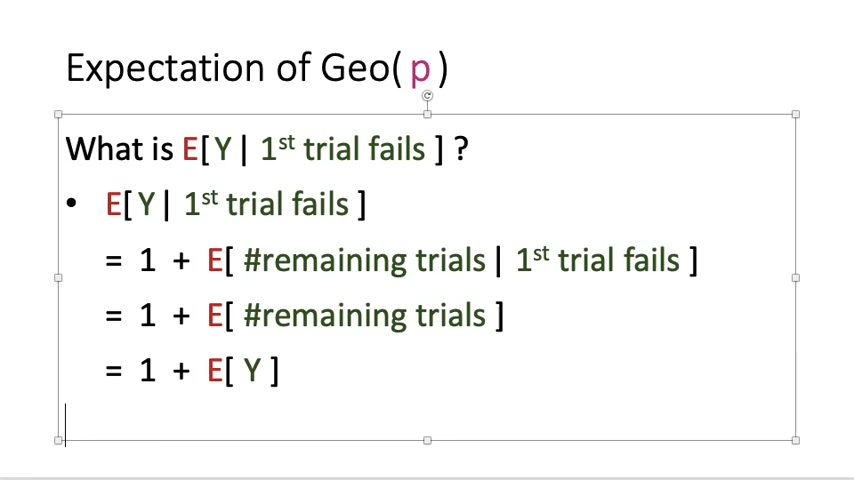 Expectation of Geo( p )
What is E[ Y | 1st trial fails ] ?
• E[ Y | 1st trial fails ]
= 1 + E[ #remaining trials | 1st trial fails ]
= 1 + E[ #remaining trials ]
= 1 + E[ Y ]